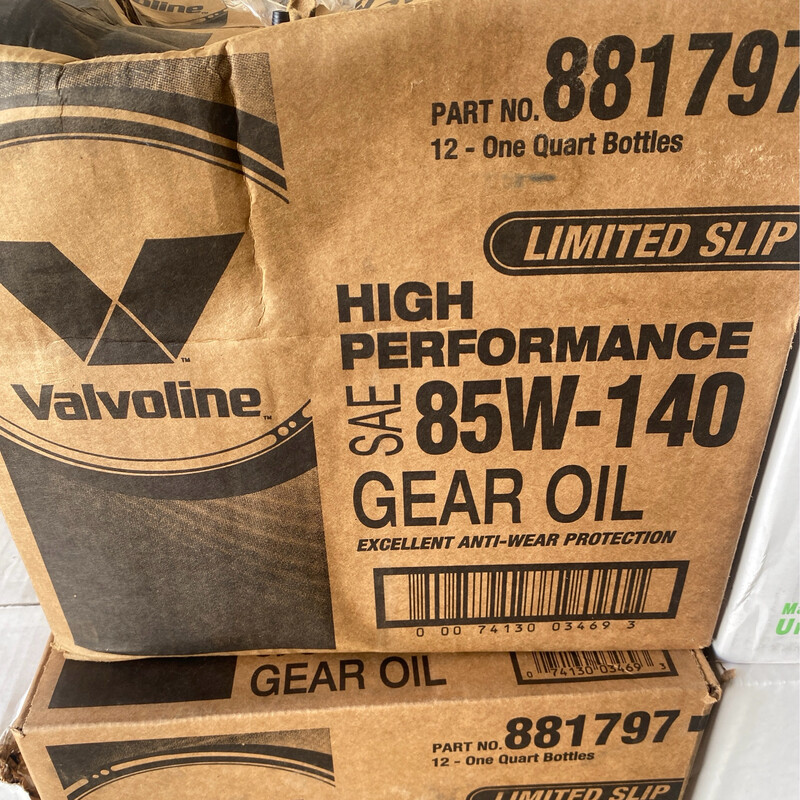 Valvoline
PART NO. 881797
12 - One Quart Bottles
LIMITED SLIP
HIGH
PERFORMANCE
SAE 85W-140
GEAR OIL
EXCELLENT ANTI-WEAR PROTECTION
0 00 74130 03469 3
Valvoline™
GEAR OIL
0 74130 03469 3
PART NO. 881797
12 - One Quart Bottles
LIMITED SLIP